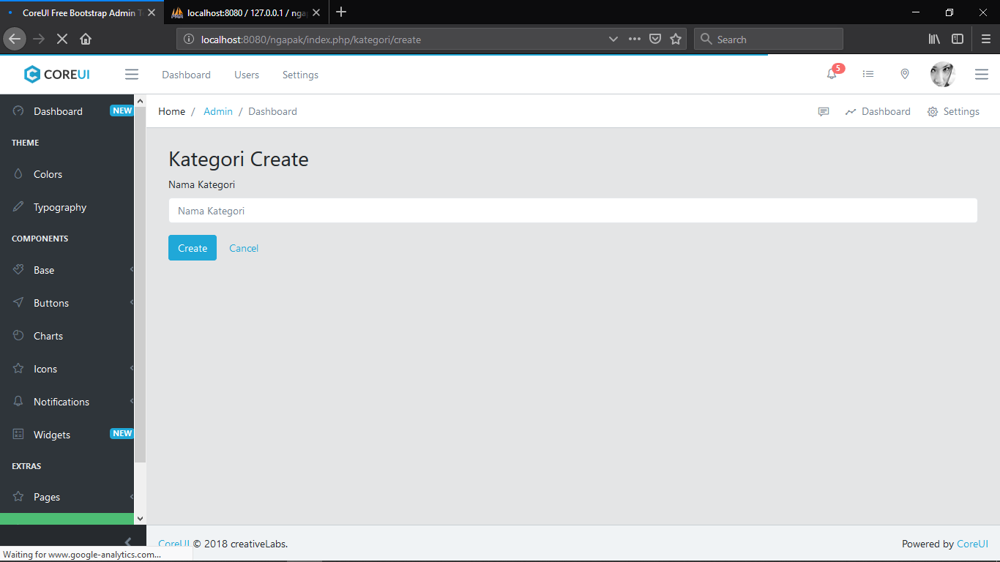 CoreUI Free Bootstrap Admin T
localhost:8080 / 127.0.0.1 / ngap
localhost:8080/ngapak/index.php/kategori/create
Search
COREUI
Dashboard
Users
Settings
5
Dashboard
NEW
THEME
Colors
Typography
COMPONENTS
Base
Buttons
Charts
Icons
Notifications
Widgets
NEW
EXTRAS
Pages
Home / Admin / Dashboard
Dashboard
Settings
Kategori Create
Nama Kategori
Nama Kategori
Create
Cancel
CoreUI © 2018 creativeLabs.
Powered by CoreUI
Waiting for www.google-analytics.com...